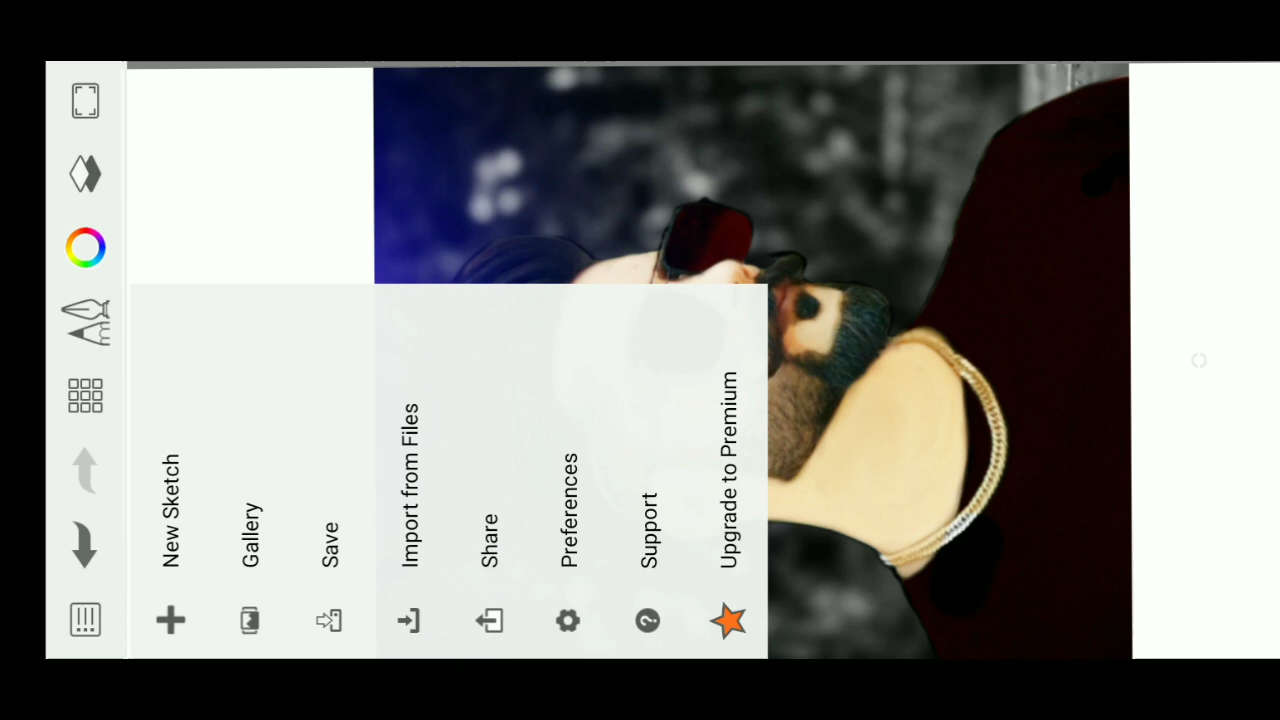 New Sketch
Gallery
Save
Import from Files
Share
Preferences
Support
Upgrade to Premium